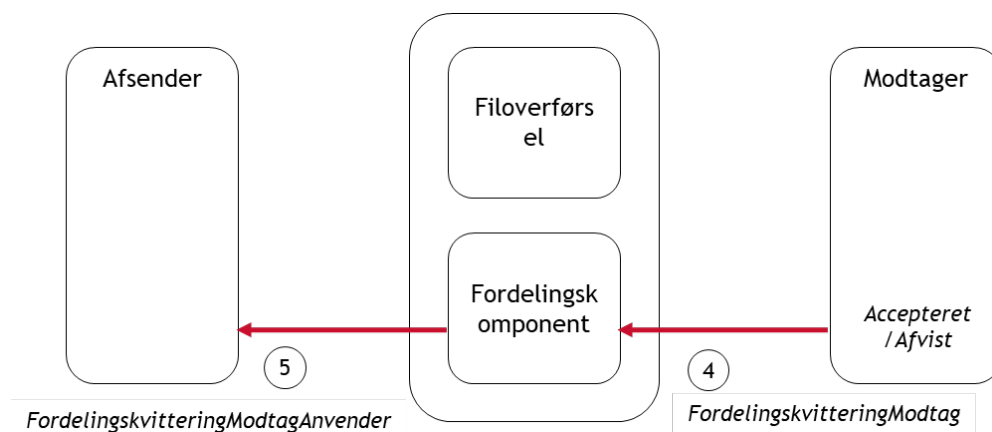 Afsender
Filoverførs
el
Modtager
Fordelingsk
omponent
Accepteret
/Afvist
5
4
FordelingskvitteringModtagAnvender
FordelingskvitteringModtag